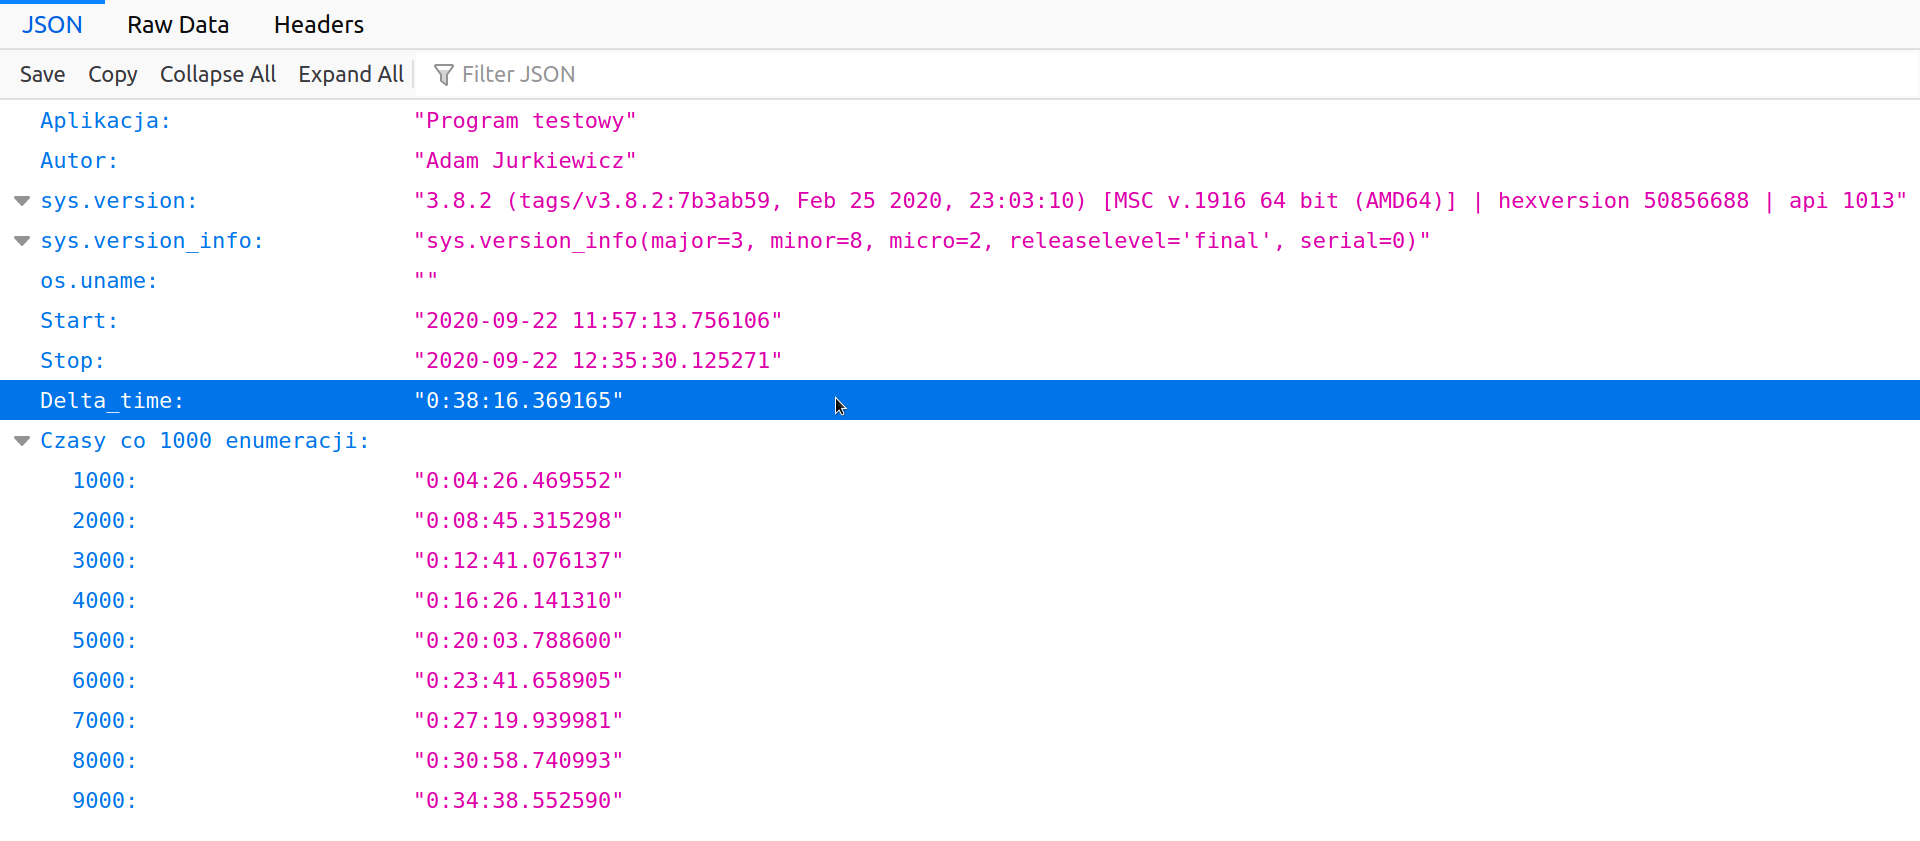 JSON Raw Data Headers
Save Copy Collapse All Expand All Filter JSON
Aplikacja: "Program testowy"
Autor: "Adam Jurkiewicz"
sys.version: "3.8.2 (tags/v3.8.2:7b3ab59, Feb 25 2020, 23:03:10) [MSC v.1916 64 bit (AMD64)] | hexversion 50856688 | api 1013"
sys.version_info: "sys.version_info(major=3, minor=8, micro=2, releaselevel='final', serial=0)"
os.uname: ""
Start: "2020-09-22 11:57:13.756106"
Stop: "2020-09-22 12:35:30.125271"
Delta_time: "0:38:16.369165"
Czasy co 1000 enumeracji:
1000: "0:04:26.469552"
2000: "0:08:45.315298"
3000: "0:12:41.076137"
4000: "0:16:26.141310"
5000: "0:20:03.788600"
6000: "0:23:41.658905"
7000: "0:27:19.939981"
8000: "0:30:58.740993"
9000: "0:34:38.552590"